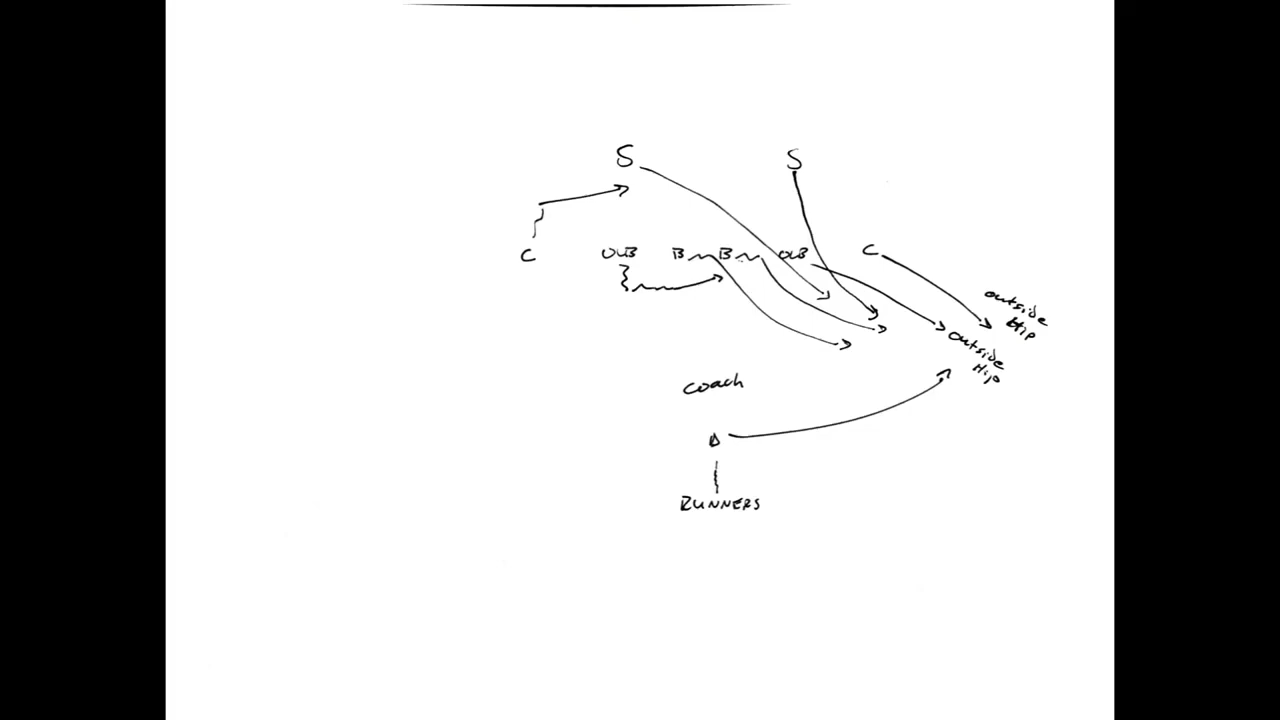 S S
C OLB B B OLB C
outside
Hip
outside
Hip
coach
RUNNERS